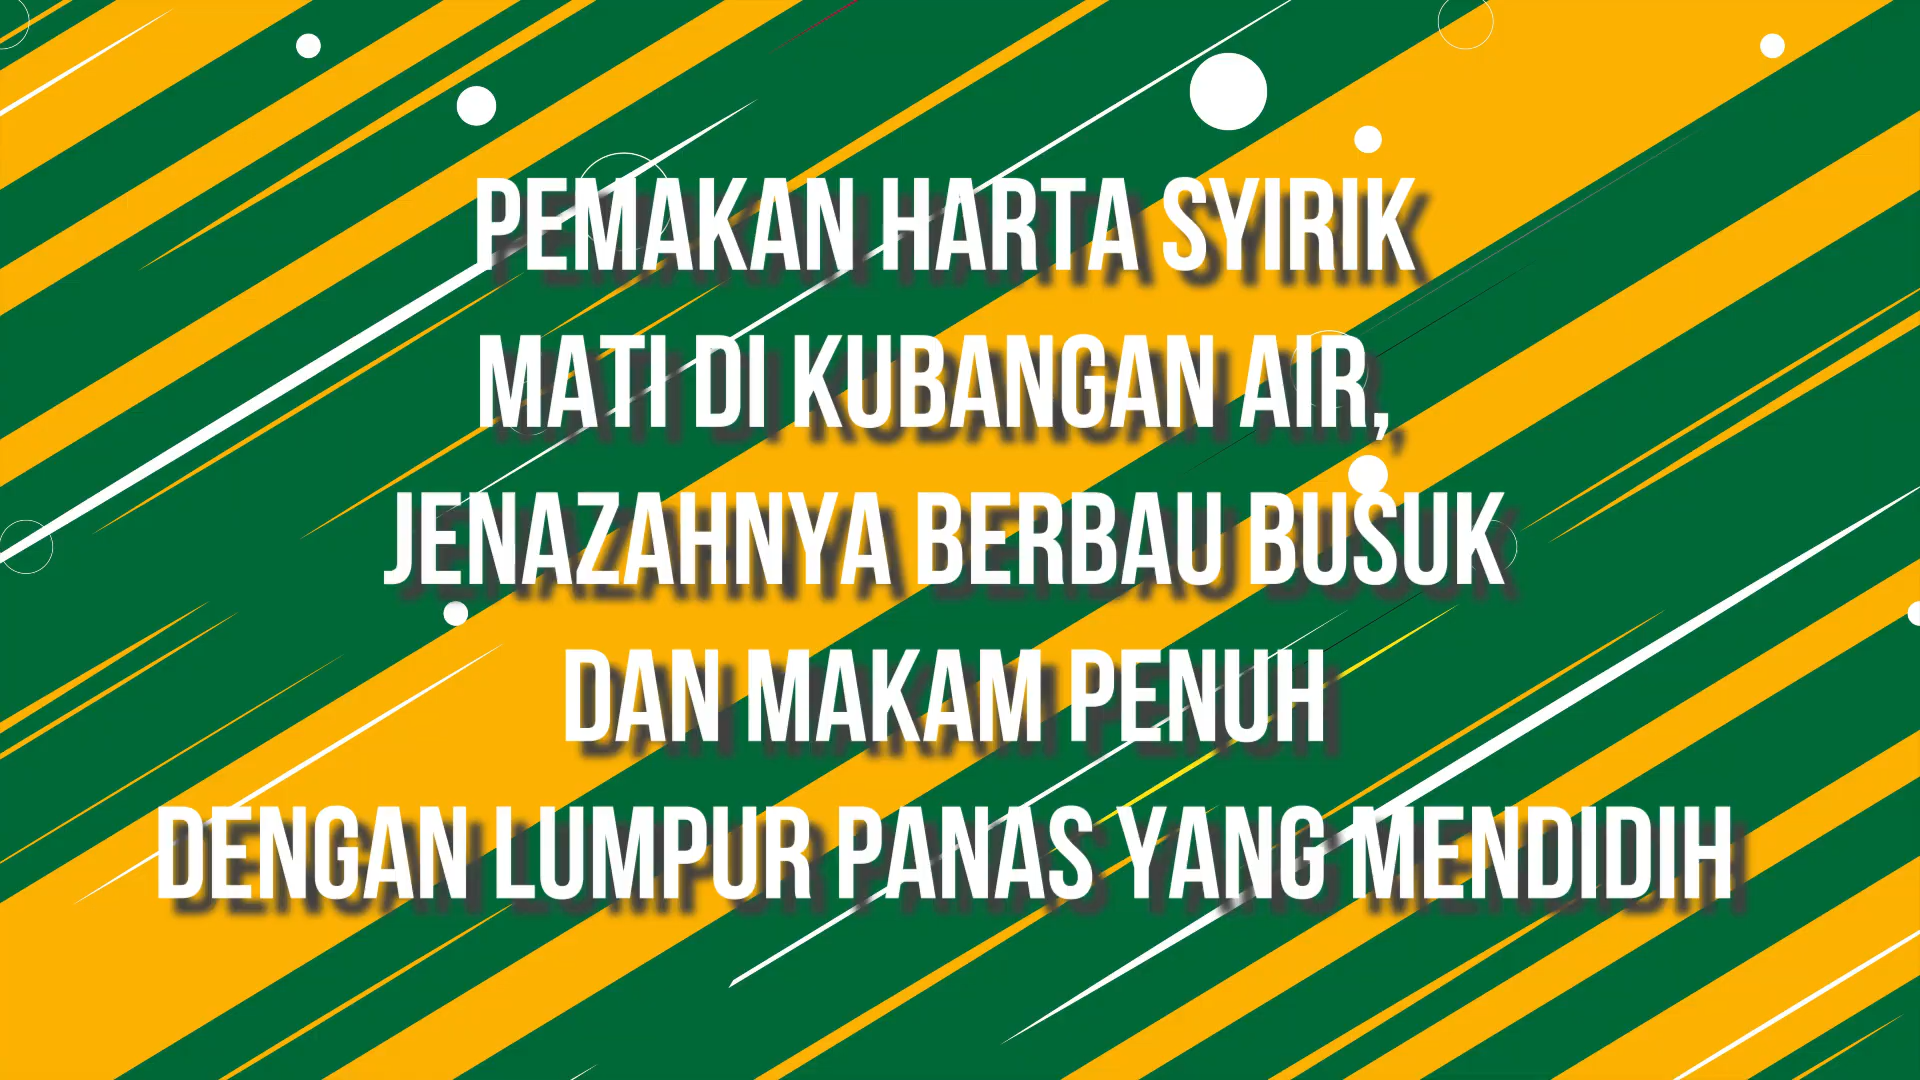 PEMAKAN HARTA SYIRIK
MATI DI KUBANGAN AIR,
JENAZAHNYA BERBAU BUSUK
DAN MAKAM PENUH
DENGAN LUMPUR PANAS YANG MENDIDIH